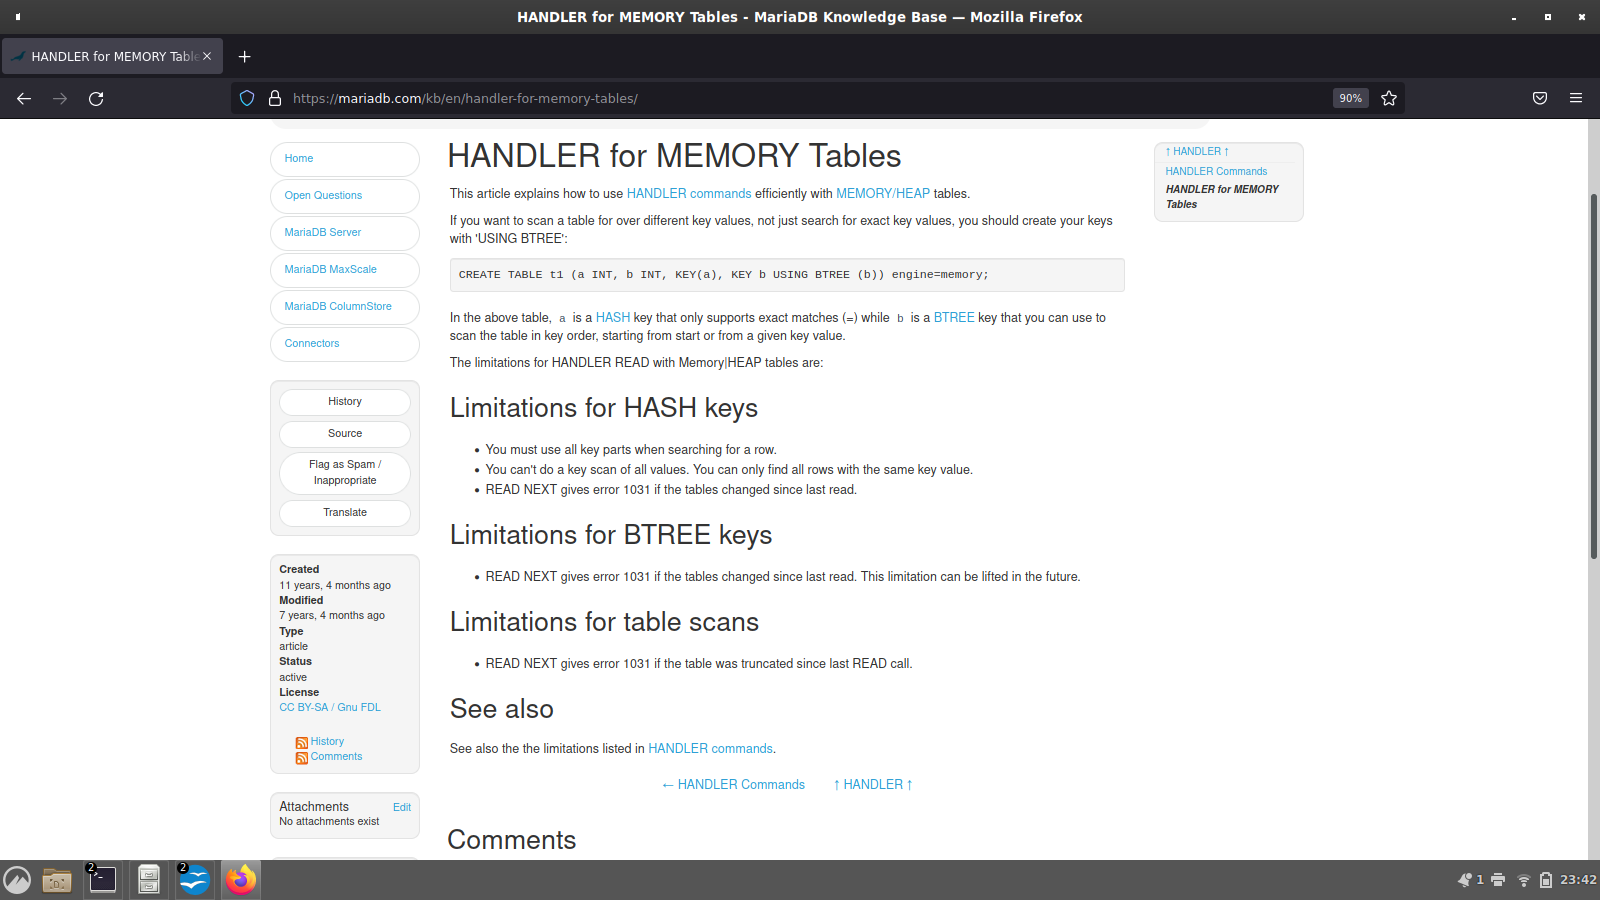 HANDLER for MEMORY Tables - MariaDB Knowledge Base — Mozilla Firefox
HANDLER for MEMORY Table
https://mariadb.com/kb/en/handler-for-memory-tables/
90%
Home
Open Questions
MariaDB Server
MariaDB MaxScale
MariaDB ColumnStore
Connectors
History
Source
Flag as Spam /
Inappropriate
Translate
Created
11 years, 4 months ago
Modified
7 years, 4 months ago
Type
article
Status
active
License
CC BY-SA / Gnu FDL
History
Comments
Attachments
Edit
No attachments exist
HANDLER for MEMORY Tables
This article explains how to use HANDLER commands efficiently with MEMORY/HEAP tables.
If you want to scan a table for over different key values, not just search for exact key values, you should create your keys
with 'USING BTREE':
CREATE TABLE t1 (a INT, b INT, KEY(a), KEY b USING BTREE (b)) engine=memory;
In the above table, a is a HASH key that only supports exact matches (=) while b is a BTREE key that you can use to
scan the table in key order, starting from start or from a given key value.
The limitations for HANDLER READ with Memory|HEAP tables are:
Limitations for HASH keys
• You must use all key parts when searching for a row.
• You can't do a key scan of all values. You can only find all rows with the same key value.
• READ NEXT gives error 1031 if the tables changed since last read.
Limitations for BTREE keys
• READ NEXT gives error 1031 if the tables changed since last read. This limitation can be lifted in the future.
Limitations for table scans
• READ NEXT gives error 1031 if the table was truncated since last READ call.
See also
See also the the limitations listed in HANDLER commands.
← HANDLER Commands
↑ HANDLER ↑
Comments
↑ HANDLER ↑
HANDLER Commands
HANDLER for MEMORY
Tables
2
2
1
23:42